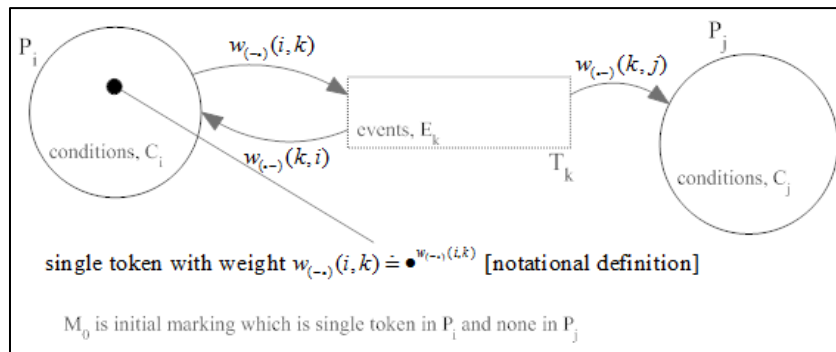 P_i
w_(−•)(i,k)
P_j
w_(•−)(k,j)
events, E_k
conditions, C_i
w_(•−)(k,i)
T_k
conditions, C_j
single token with weight w_(−•)(i,k) ≐ •^{w_(−•)(i,k)} [notational definition]
M_0 is initial marking which is single token in P_i and none in P_j